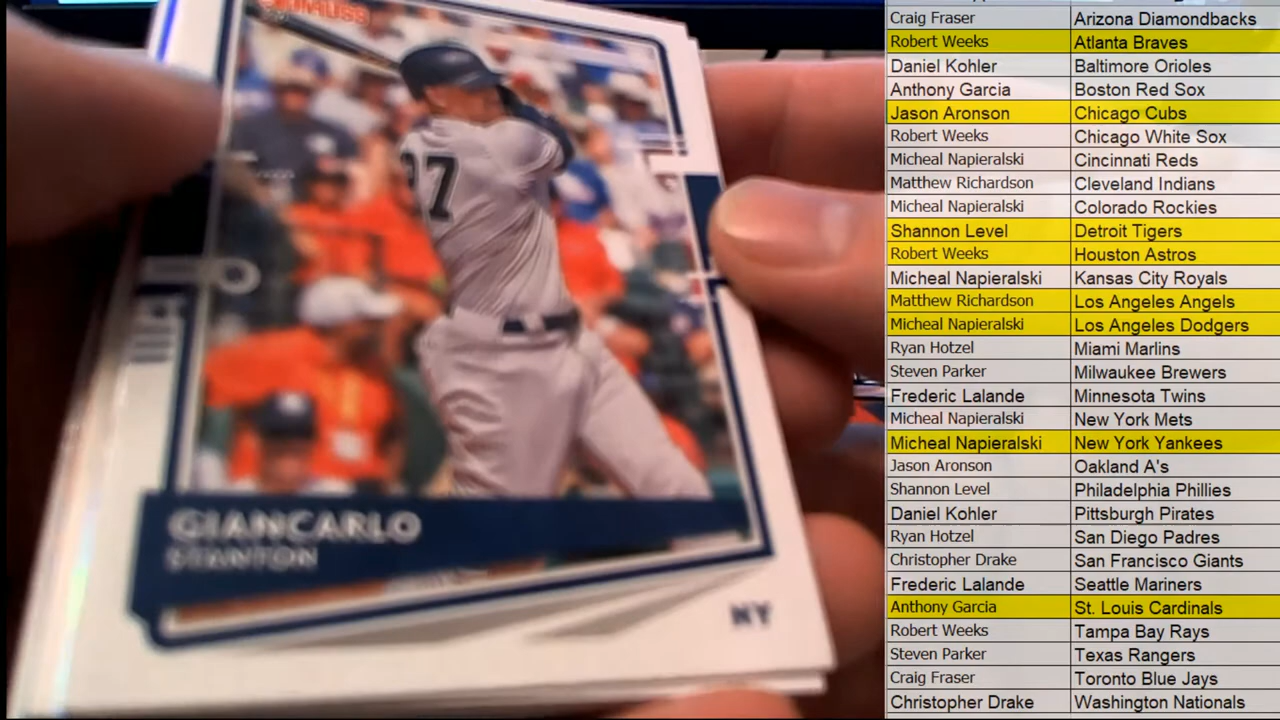 27
GIANCARLO
STANTON
NY
Craig Fraser Arizona Diamondbacks
Robert Weeks Atlanta Braves
Daniel Kohler Baltimore Orioles
Anthony Garcia Boston Red Sox
Jason Aronson Chicago Cubs
Robert Weeks Chicago White Sox
Micheal Napieralski Cincinnati Reds
Matthew Richardson Cleveland Indians
Micheal Napieralski Colorado Rockies
Shannon Level Detroit Tigers
Robert Weeks Houston Astros
Micheal Napieralski Kansas City Royals
Matthew Richardson Los Angeles Angels
Micheal Napieralski Los Angeles Dodgers
Ryan Hotzel Miami Marlins
Steven Parker Milwaukee Brewers
Frederic Lalande Minnesota Twins
Micheal Napieralski New York Mets
Micheal Napieralski New York Yankees
Jason Aronson Oakland A's
Shannon Level Philadelphia Phillies
Daniel Kohler Pittsburgh Pirates
Ryan Hotzel San Diego Padres
Christopher Drake San Francisco Giants
Frederic Lalande Seattle Mariners
Anthony Garcia St. Louis Cardinals
Robert Weeks Tampa Bay Rays
Steven Parker Texas Rangers
Craig Fraser Toronto Blue Jays
Christopher Drake Washington Nationals